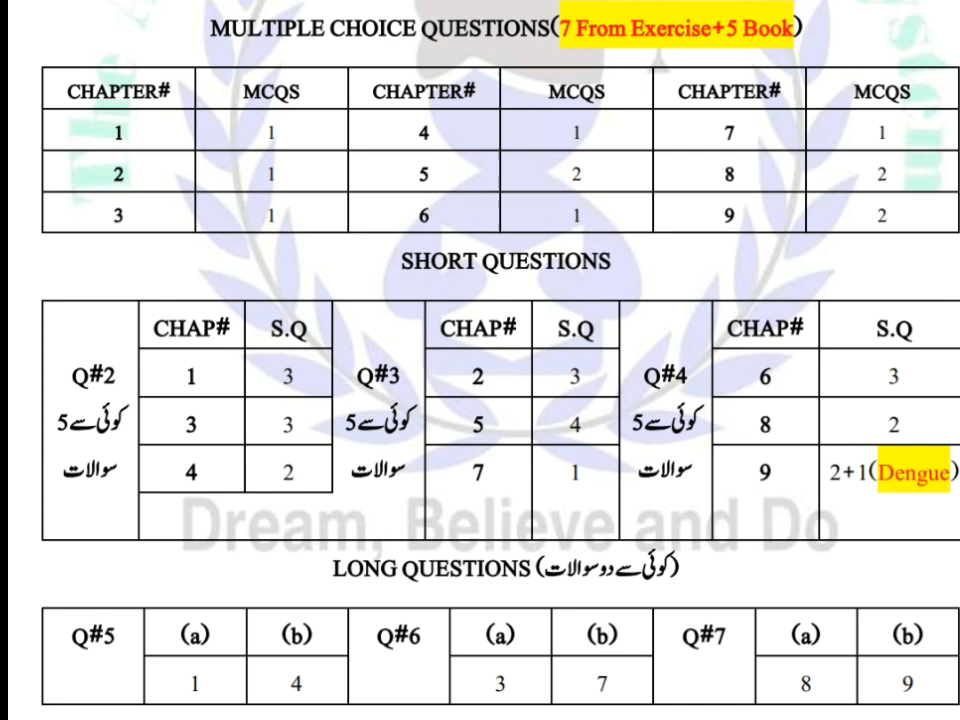 MULTIPLE CHOICE QUESTIONS(7 From Exercise+5 Book)
CHAPTER# MCQS CHAPTER# MCQS CHAPTER# MCQS
1 1 4 1 7 1
2 1 5 2 8 2
3 1 6 1 9 2
SHORT QUESTIONS
CHAP# S.Q CHAP# S.Q CHAP# S.Q
Q#2 1 3 Q#3 2 3 Q#4 6 3
کوئی سے 5 3 3 کوئی سے 5 5 4 کوئی سے 5 8 2
سوالات 4 2 سوالات 7 1 سوالات 9 2+1(Dengue)
Dream, Believe and Do
LONG QUESTIONS (کوئی سے دو سوالات)
Q#5 (a) (b) Q#6 (a) (b) Q#7 (a) (b)
1 4 3 7 8 9